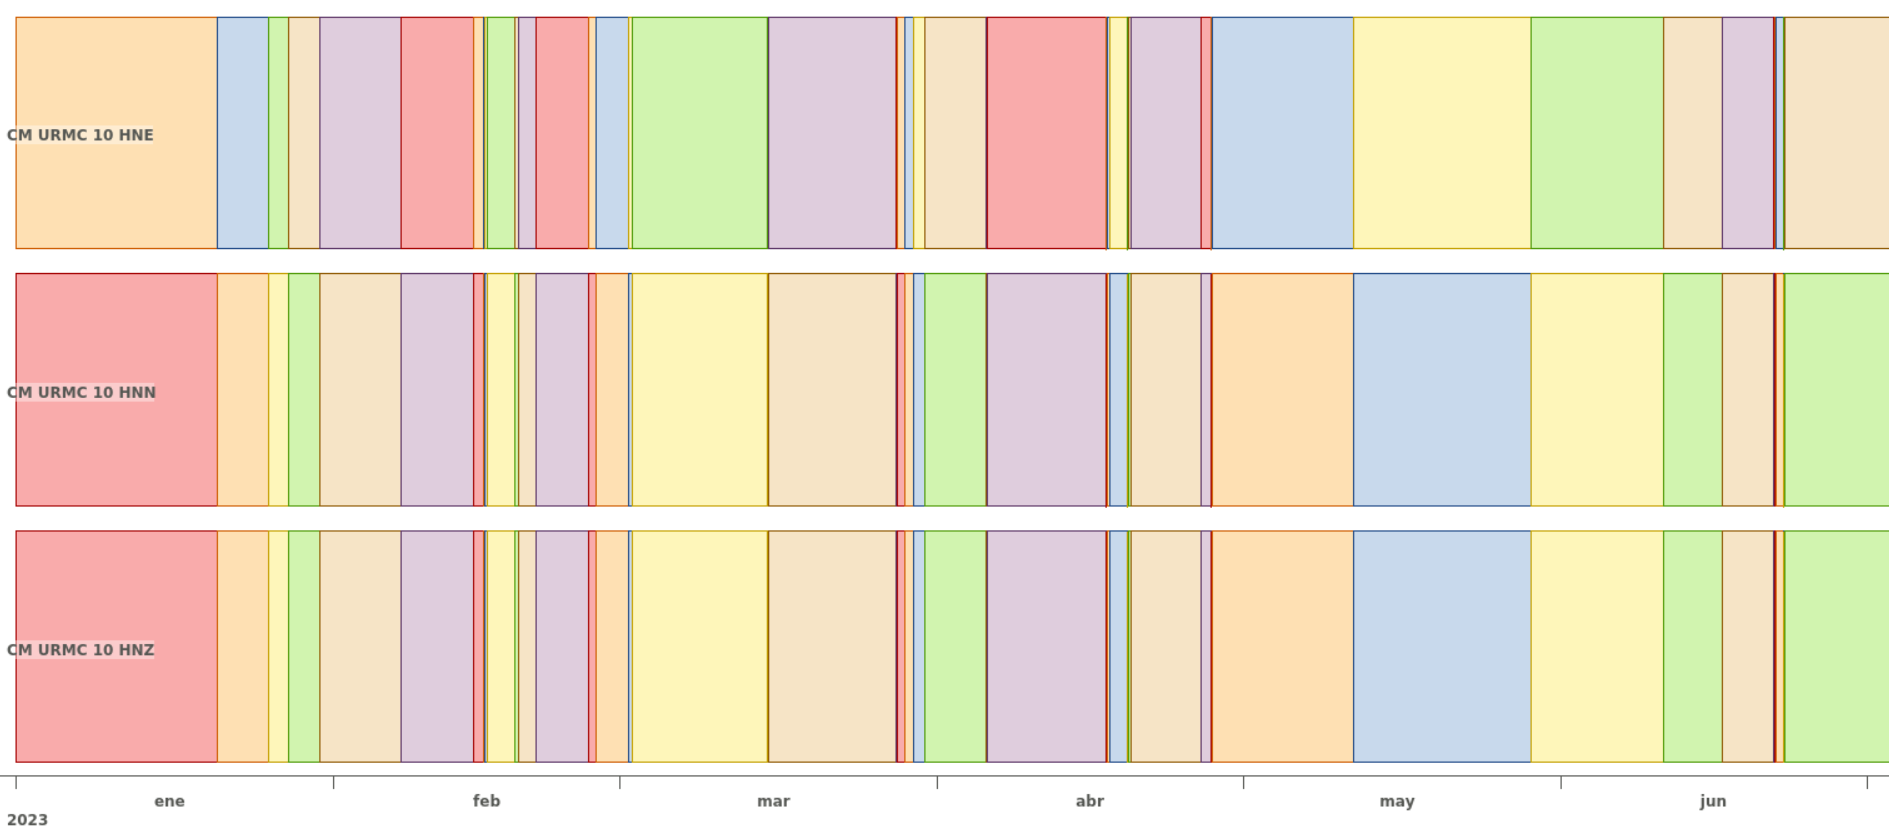 CM URMC 10 HNE
CM URMC 10 HNN
CM URMC 10 HNZ
ene feb mar abr may jun
2023